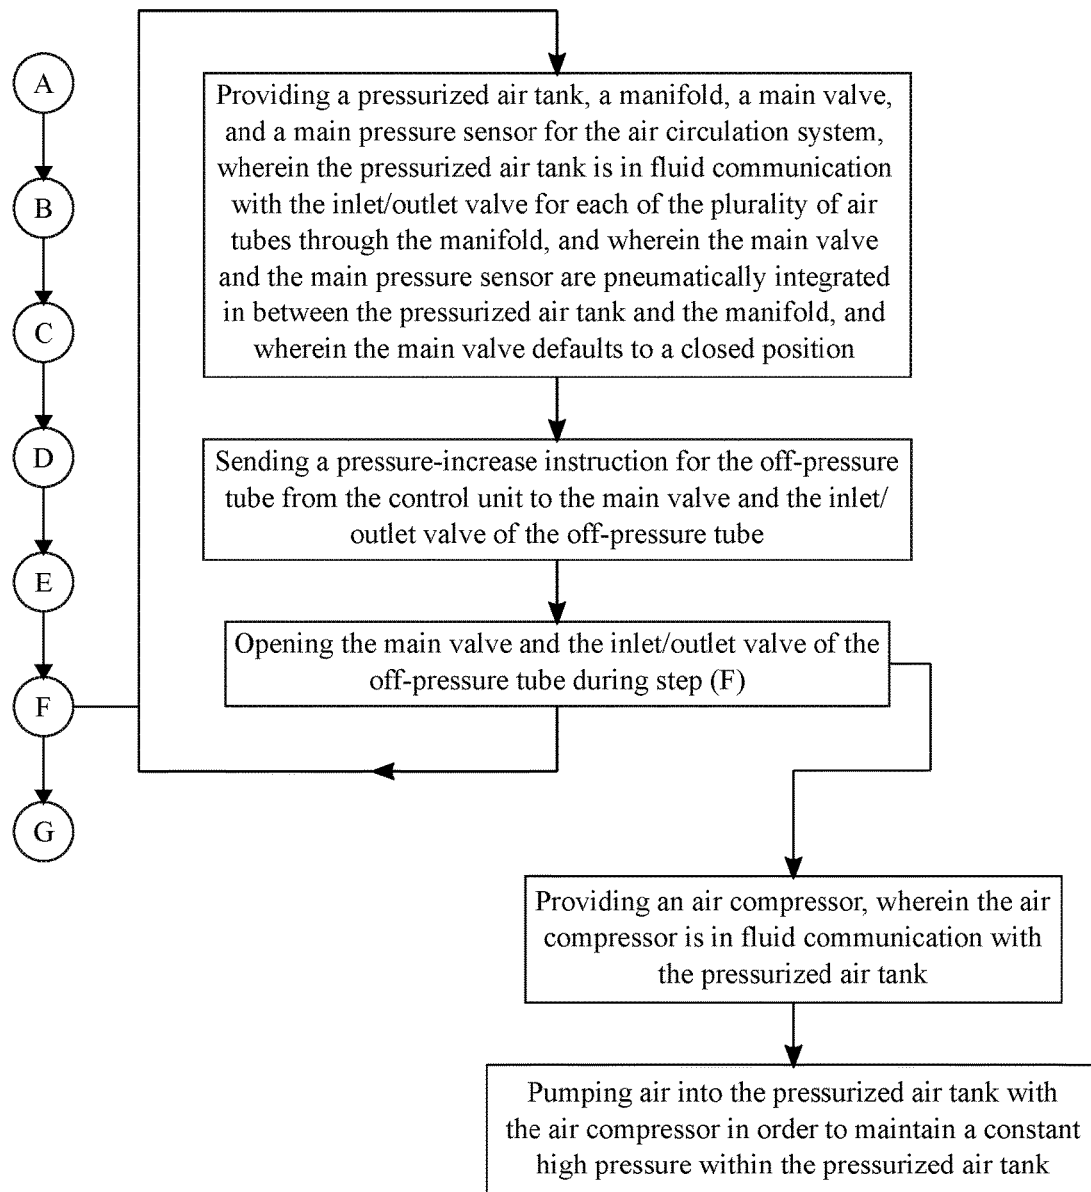 A
B
C
D
E
F
G
Providing a pressurized air tank, a manifold, a main valve,
and a main pressure sensor for the air circulation system,
wherein the pressurized air tank is in fluid communication
with the inlet/outlet valve for each of the plurality of air
tubes through the manifold, and wherein the main valve
and the main pressure sensor are pneumatically integrated
in between the pressurized air tank and the manifold, and
wherein the main valve defaults to a closed position
Sending a pressure-increase instruction for the off-pressure
tube from the control unit to the main valve and the inlet/
outlet valve of the off-pressure tube
Opening the main valve and the inlet/outlet valve of the
off-pressure tube during step (F)
Providing an air compressor, wherein the air
compressor is in fluid communication with
the pressurized air tank
Pumping air into the pressurized air tank with
the air compressor in order to maintain a constant
high pressure within the pressurized air tank